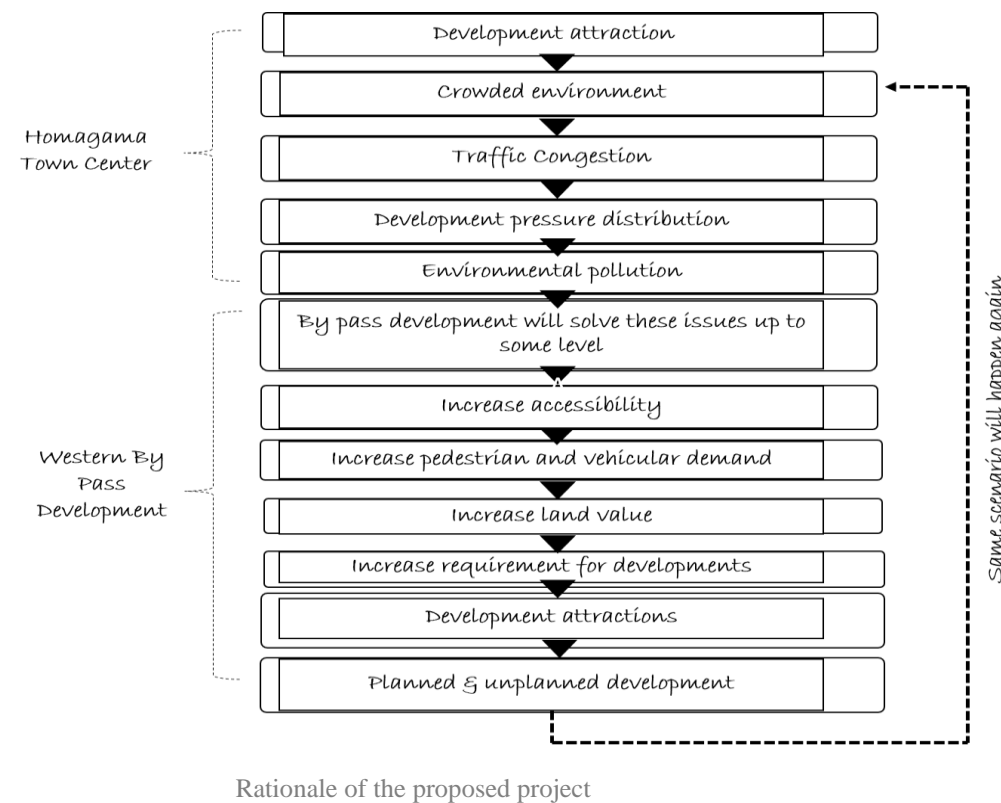 Development attraction
Crowded environment
Homagama
Town Center
Traffic Congestion
Development pressure distribution
Environmental pollution
By pass development will solve these issues up to
some level
Increase accessibility
Western By
Pass
Development
Increase pedestrian and vehicular demand
Increase land value
Increase requirement for developments
Development attractions
Planned & unplanned development
Same scenario will happen again
Rationale of the proposed project